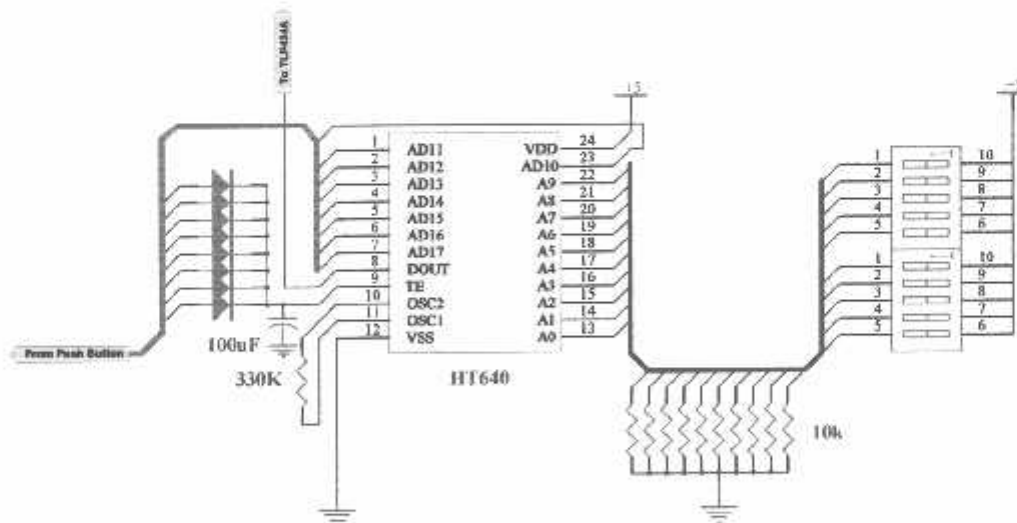 To TLP434A
15
1 AD11 VDD 24
2 AD12 AD10 23
3 AD13 A9 22
4 AD14 A8 21
5 AD15 A7 20
6 AD16 A6 19
7 AD17 A5 18
8 DOUT A4 17
9 TE A3 16
10 OSC2 A2 15
11 OSC1 A1 14
12 VSS A0 13
HT640
From Push Button
100uF
330K
10k
1 10
2 9
3 8
4 7
5 6
1 10
2 9
3 8
4 7
5 6